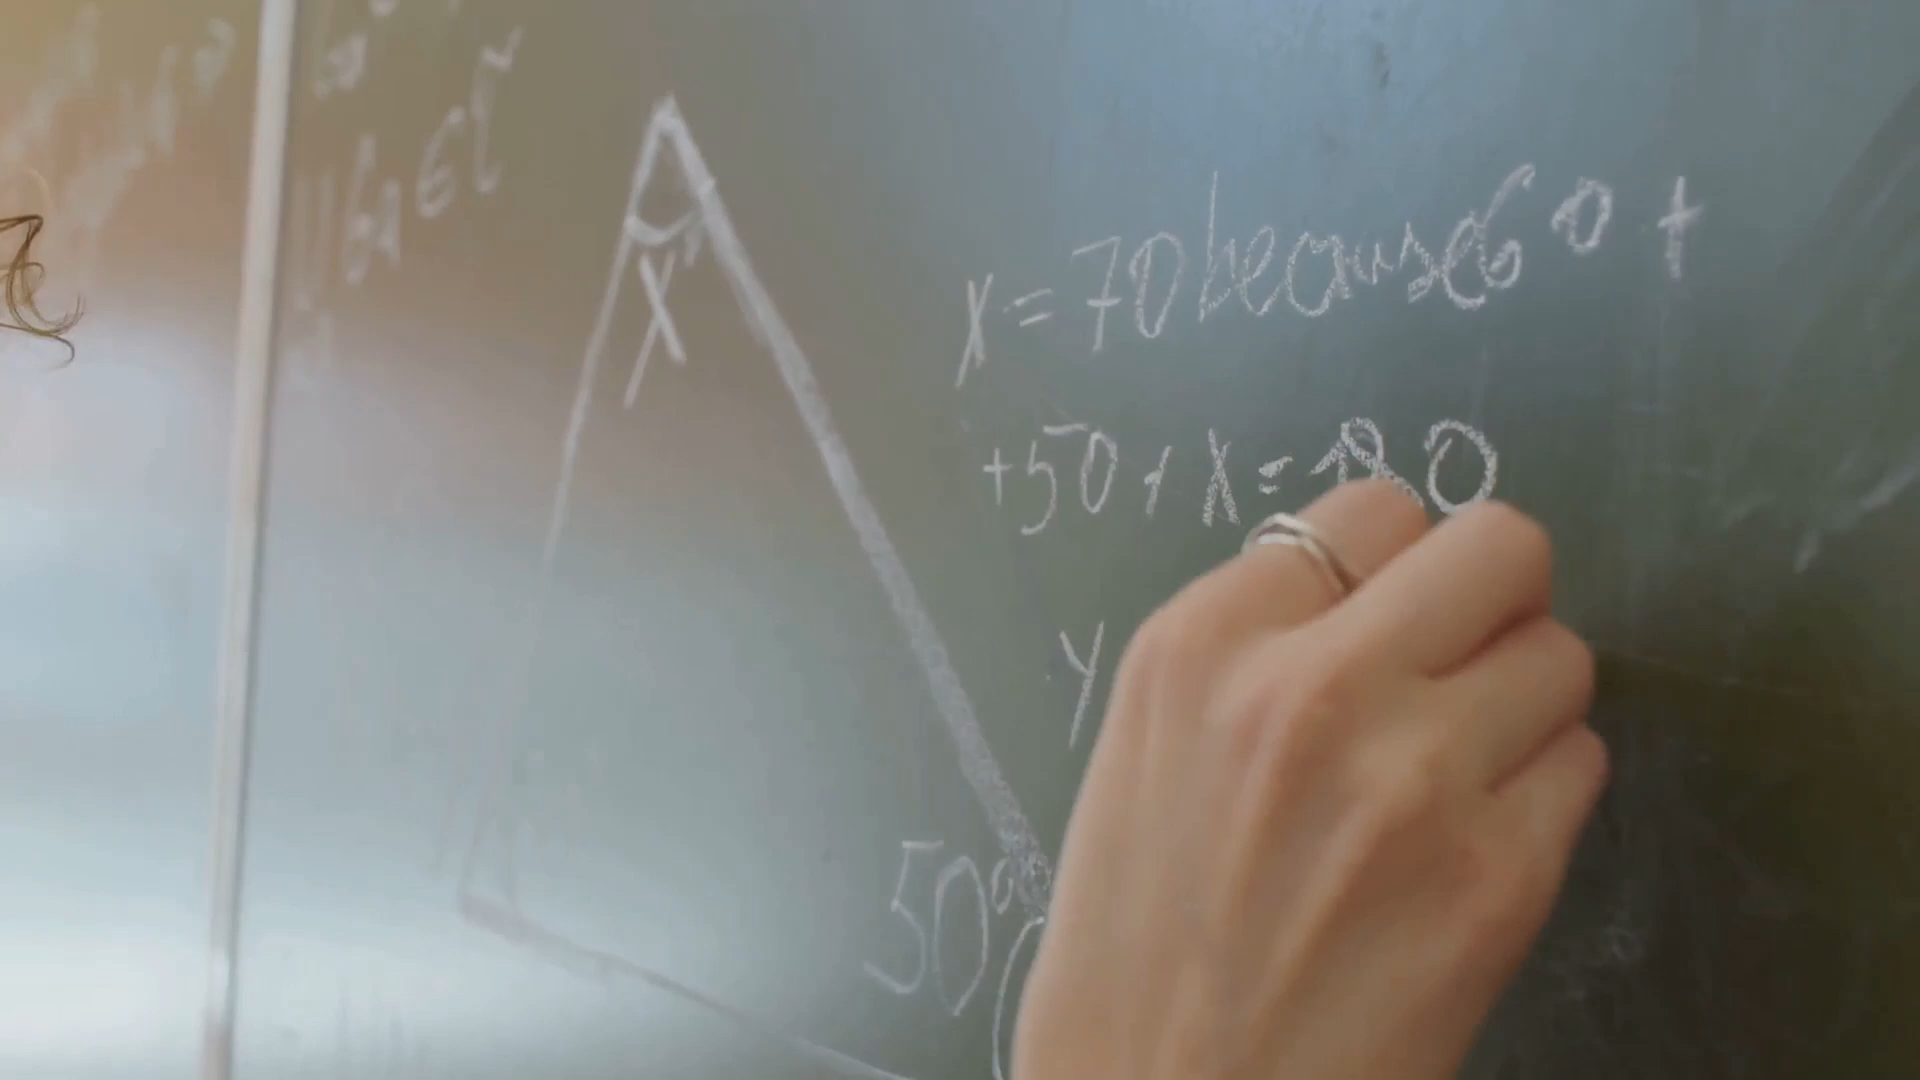 x = 70 because 60 +
+ 50 + x = 180
y
x
50°